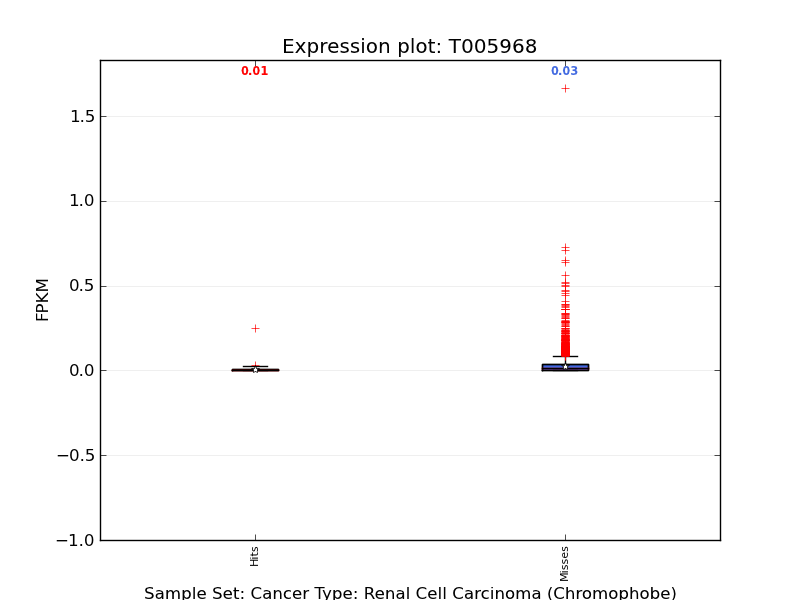 Expression plot: T005968
0.01
0.03
1.5
1.0
0.5
0.0
−0.5
−1.0
FPKM
Hits
Misses
Sample Set: Cancer Type: Renal Cell Carcinoma (Chromophobe)